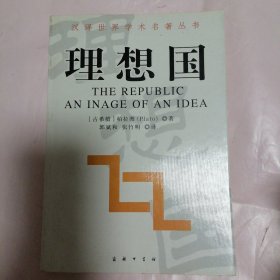 汉译世界学术名著丛书
理想国
THE REPUBLIC
AN INAGE OF AN IDEA
[古希腊] 柏拉图(Plato) ⊙ 著
郭斌和 张竹明 ⊙ 译
商务印书馆